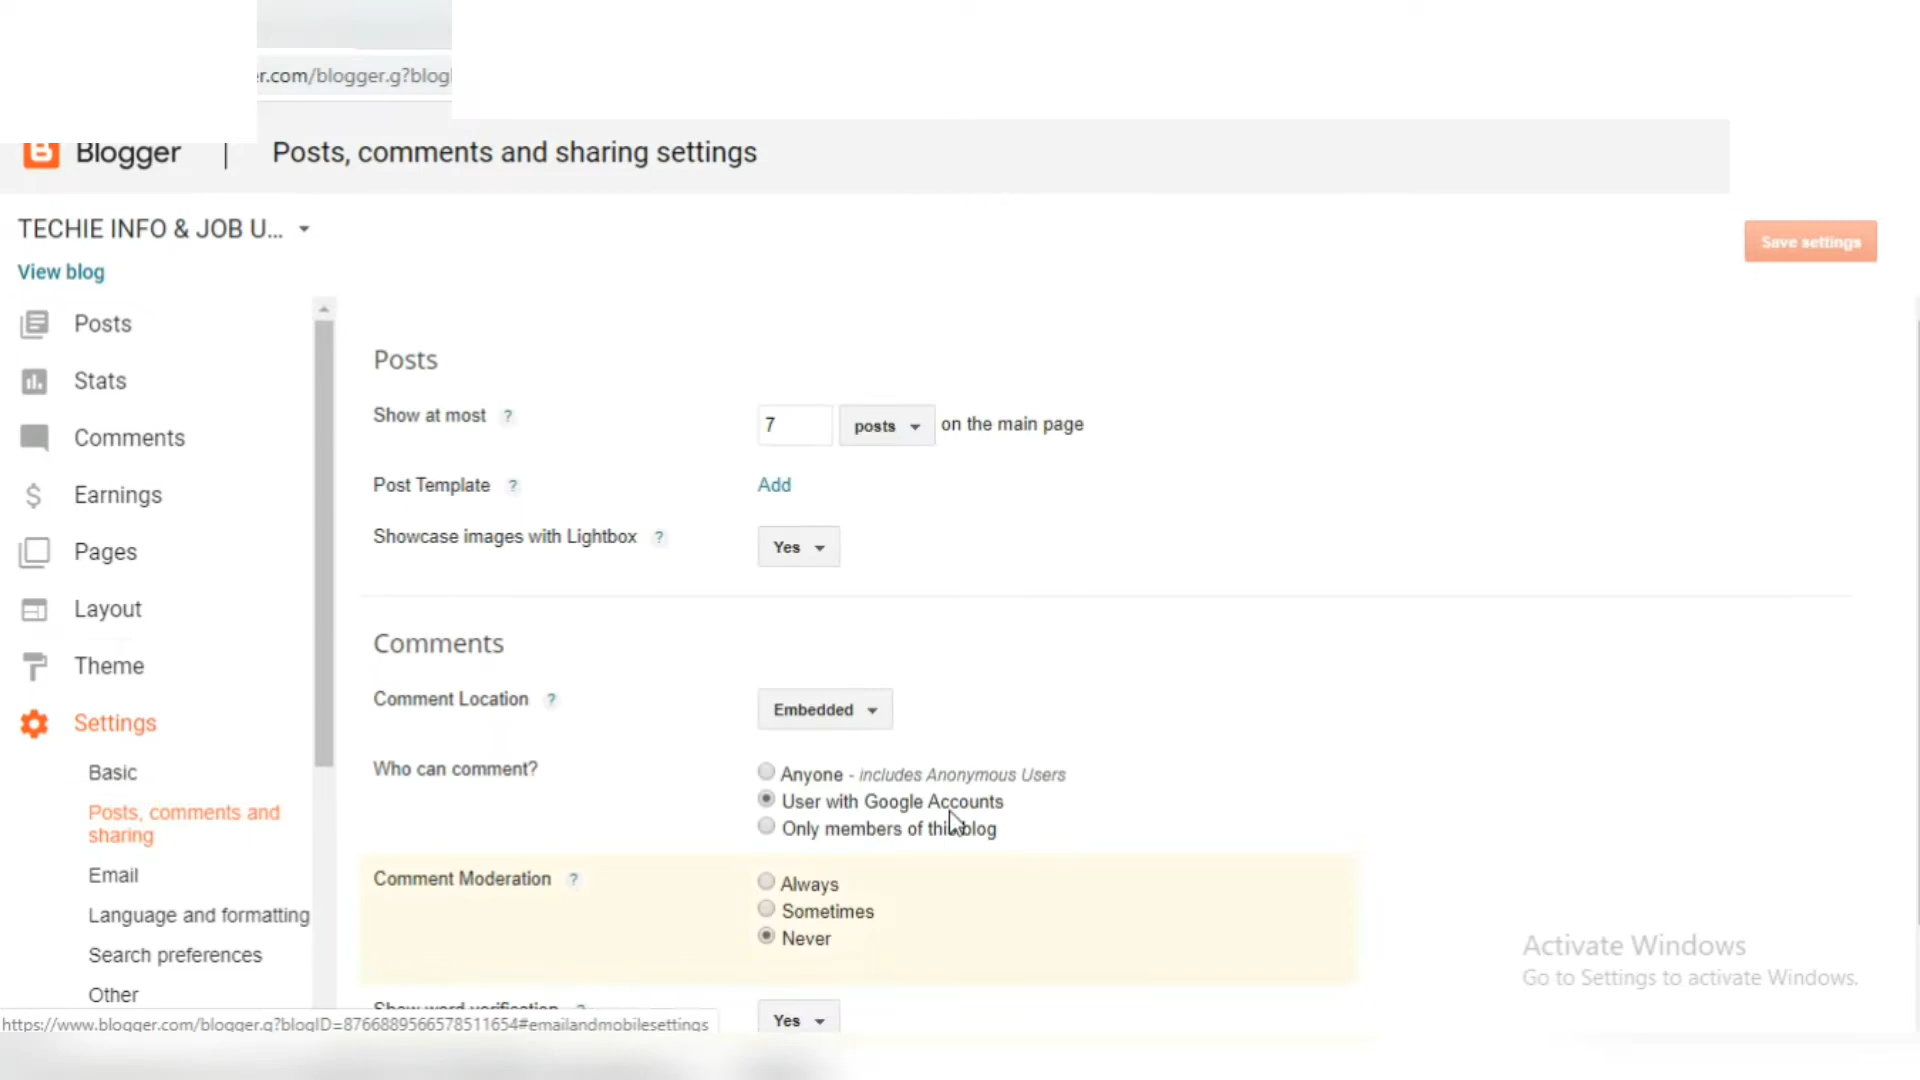 r.com/blogger.g?blog
Blogger | Posts, comments and sharing settings
TECHIE INFO & JOB U...
Save settings
View blog
Posts
Stats
Comments
Earnings
Pages
Layout
Theme
Settings
Basic
Posts, comments and
sharing
Email
Language and formatting
Search preferences
Other
Posts
Show at most ? 7 posts on the main page
Post Template ? Add
Showcase images with Lightbox ? Yes
Comments
Comment Location ? Embedded
Who can comment?
Anyone - includes Anonymous Users
User with Google Accounts
Only members of this blog
Comment Moderation ?
Always
Sometimes
Never
Show word verification ? Yes
Activate Windows
Go to Settings to activate Windows.
https://www.blogger.com/blogger.g?blogID=8766889566578511654#emailandmobilesettings